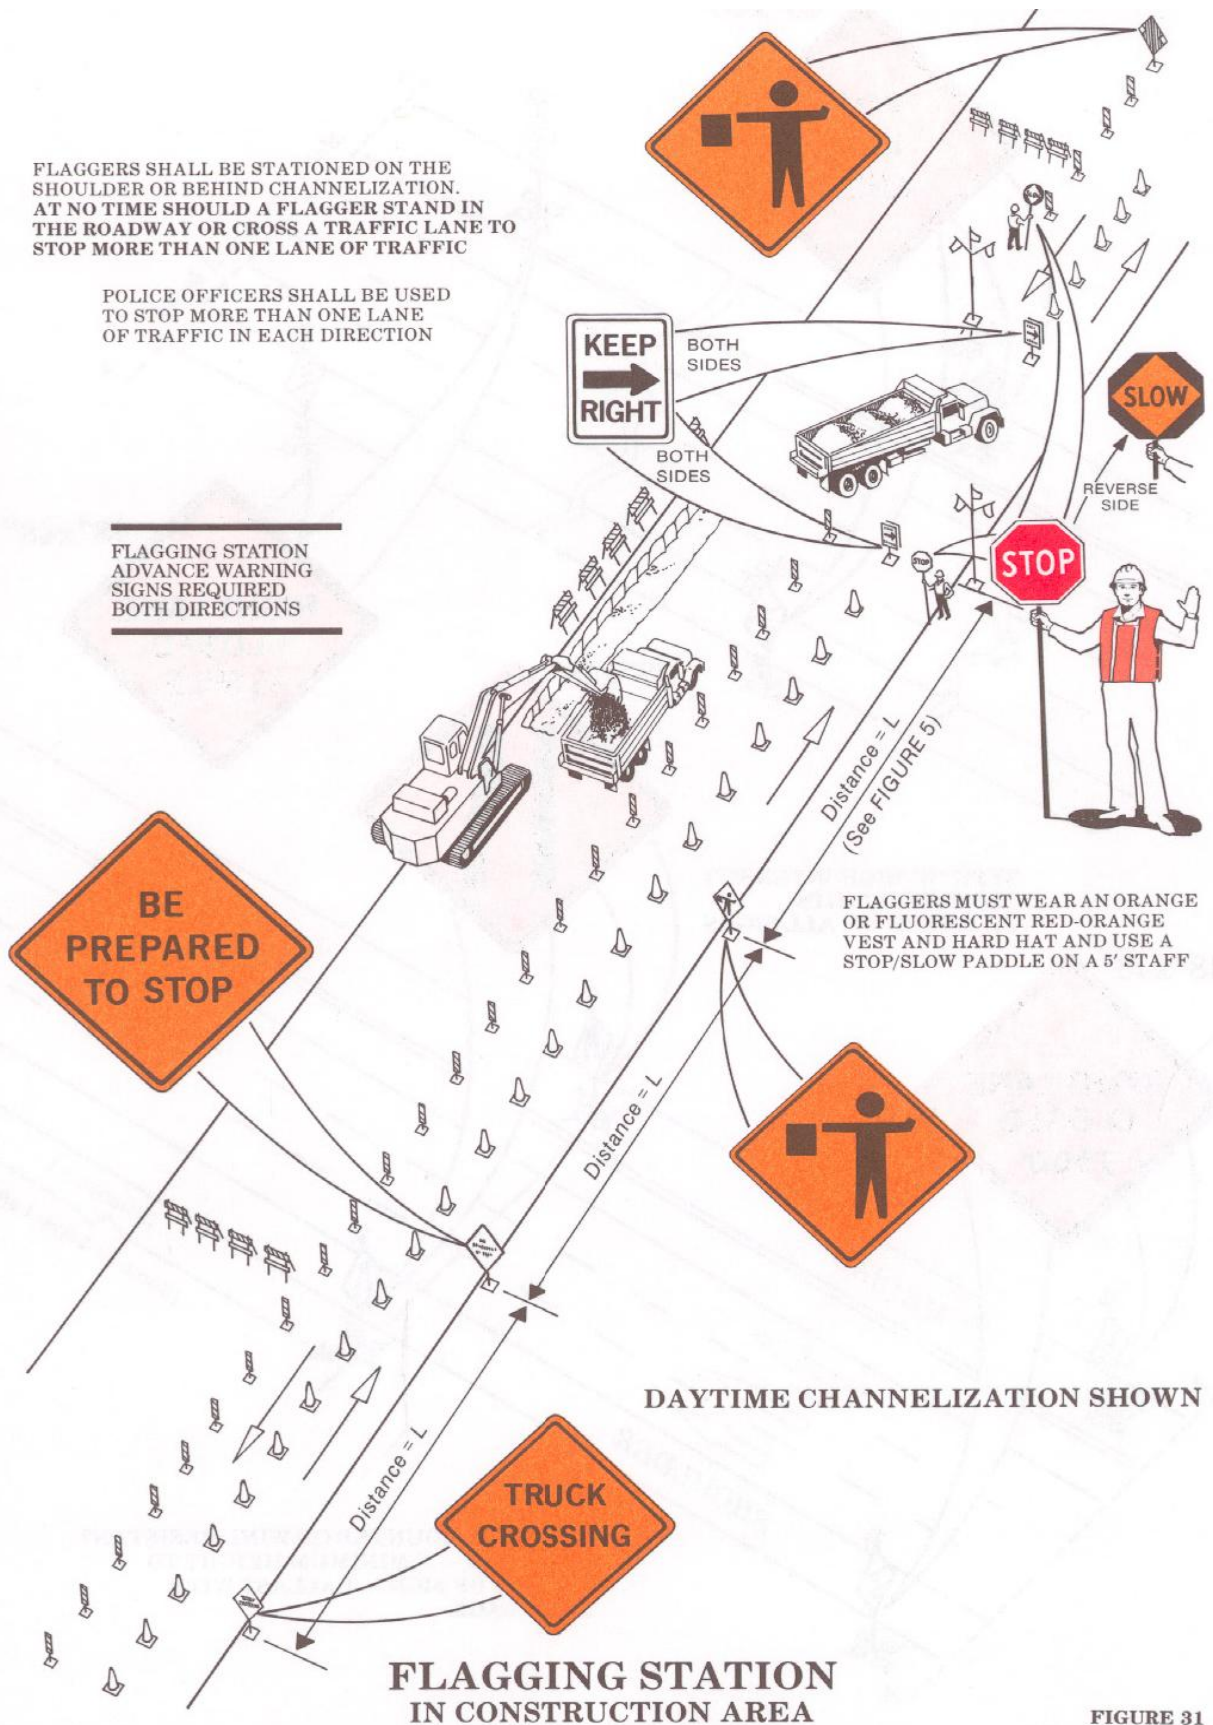 FLAGGERS SHALL BE STATIONED ON THE
SHOULDER OR BEHIND CHANNELIZATION.
AT NO TIME SHOULD A FLAGGER STAND IN
THE ROADWAY OR CROSS A TRAFFIC LANE TO
STOP MORE THAN ONE LANE OF TRAFFIC
POLICE OFFICERS SHALL BE USED
TO STOP MORE THAN ONE LANE
OF TRAFFIC IN EACH DIRECTION
KEEP
RIGHT
BOTH
SIDES
BOTH
SIDES
SLOW
REVERSE
SIDE
STOP
STOP
FLAGGING STATION
ADVANCE WARNING
SIGNS REQUIRED
BOTH DIRECTIONS
Distance = L
(See FIGURE 5)
FLAGGERS MUST WEAR AN ORANGE
OR FLUORESCENT RED-ORANGE
VEST AND HARD HAT AND USE A
STOP/SLOW PADDLE ON A 5' STAFF
BE
PREPARED
TO STOP
Distance = L
DAYTIME CHANNELIZATION SHOWN
Distance = L
TRUCK
CROSSING
FLAGGING STATION
IN CONSTRUCTION AREA
FIGURE 31